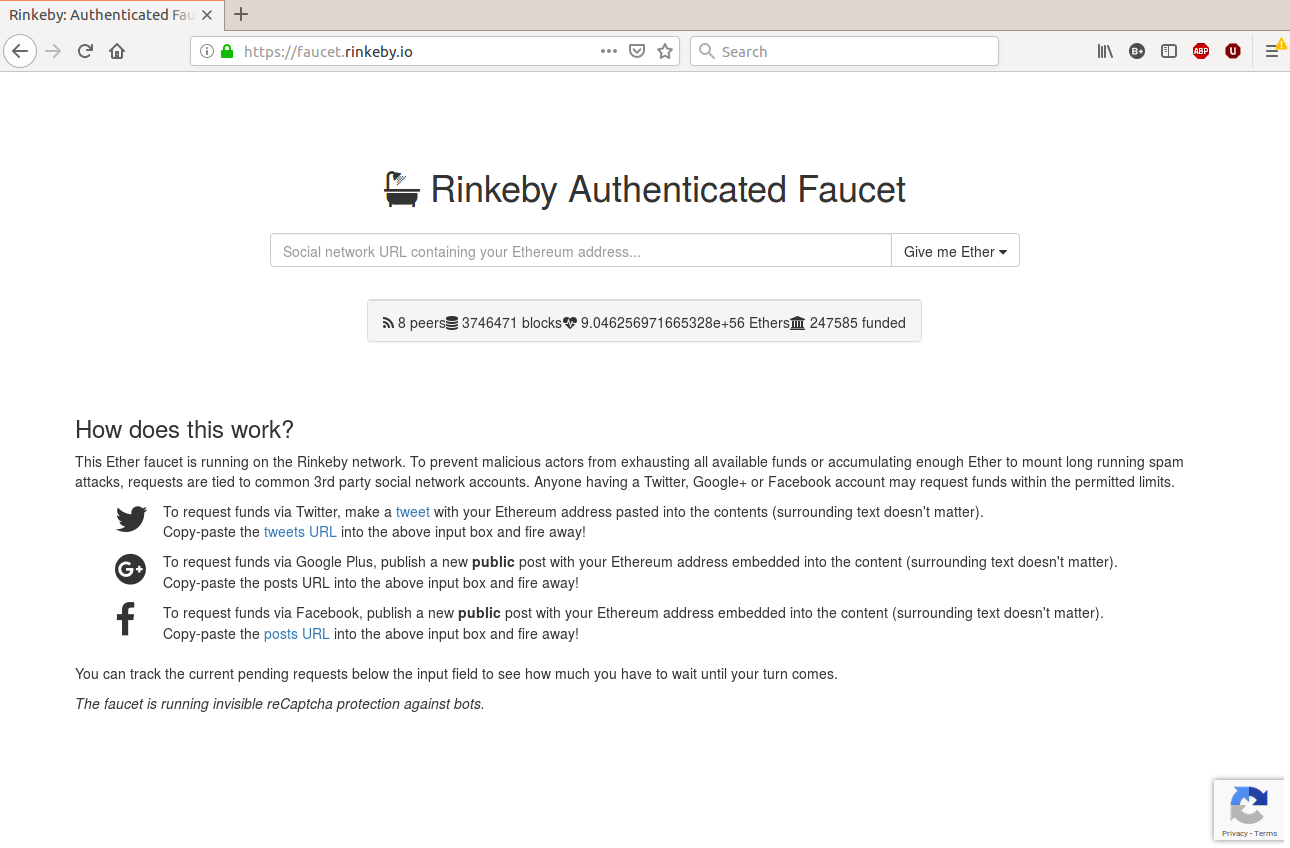 Rinkeby: Authenticated Fau
https://faucet.rinkeby.io
Search
B+
ABP
U
Rinkeby Authenticated Faucet
Social network URL containing your Ethereum address...
Give me Ether
8 peers 3746471 blocks 9.046256971665328e+56 Ethers 247585 funded
How does this work?
This Ether faucet is running on the Rinkeby network. To prevent malicious actors from exhausting all available funds or accumulating enough Ether to mount long running spam
attacks, requests are tied to common 3rd party social network accounts. Anyone having a Twitter, Google+ or Facebook account may request funds within the permitted limits.
To request funds via Twitter, make a tweet with your Ethereum address pasted into the contents (surrounding text doesn't matter).
Copy-paste the tweets URL into the above input box and fire away!
G+
To request funds via Google Plus, publish a new public post with your Ethereum address embedded into the content (surrounding text doesn't matter).
Copy-paste the posts URL into the above input box and fire away!
f
To request funds via Facebook, publish a new public post with your Ethereum address embedded into the content (surrounding text doesn't matter).
Copy-paste the posts URL into the above input box and fire away!
You can track the current pending requests below the input field to see how much you have to wait until your turn comes.
The faucet is running invisible reCaptcha protection against bots.
Privacy - Terms